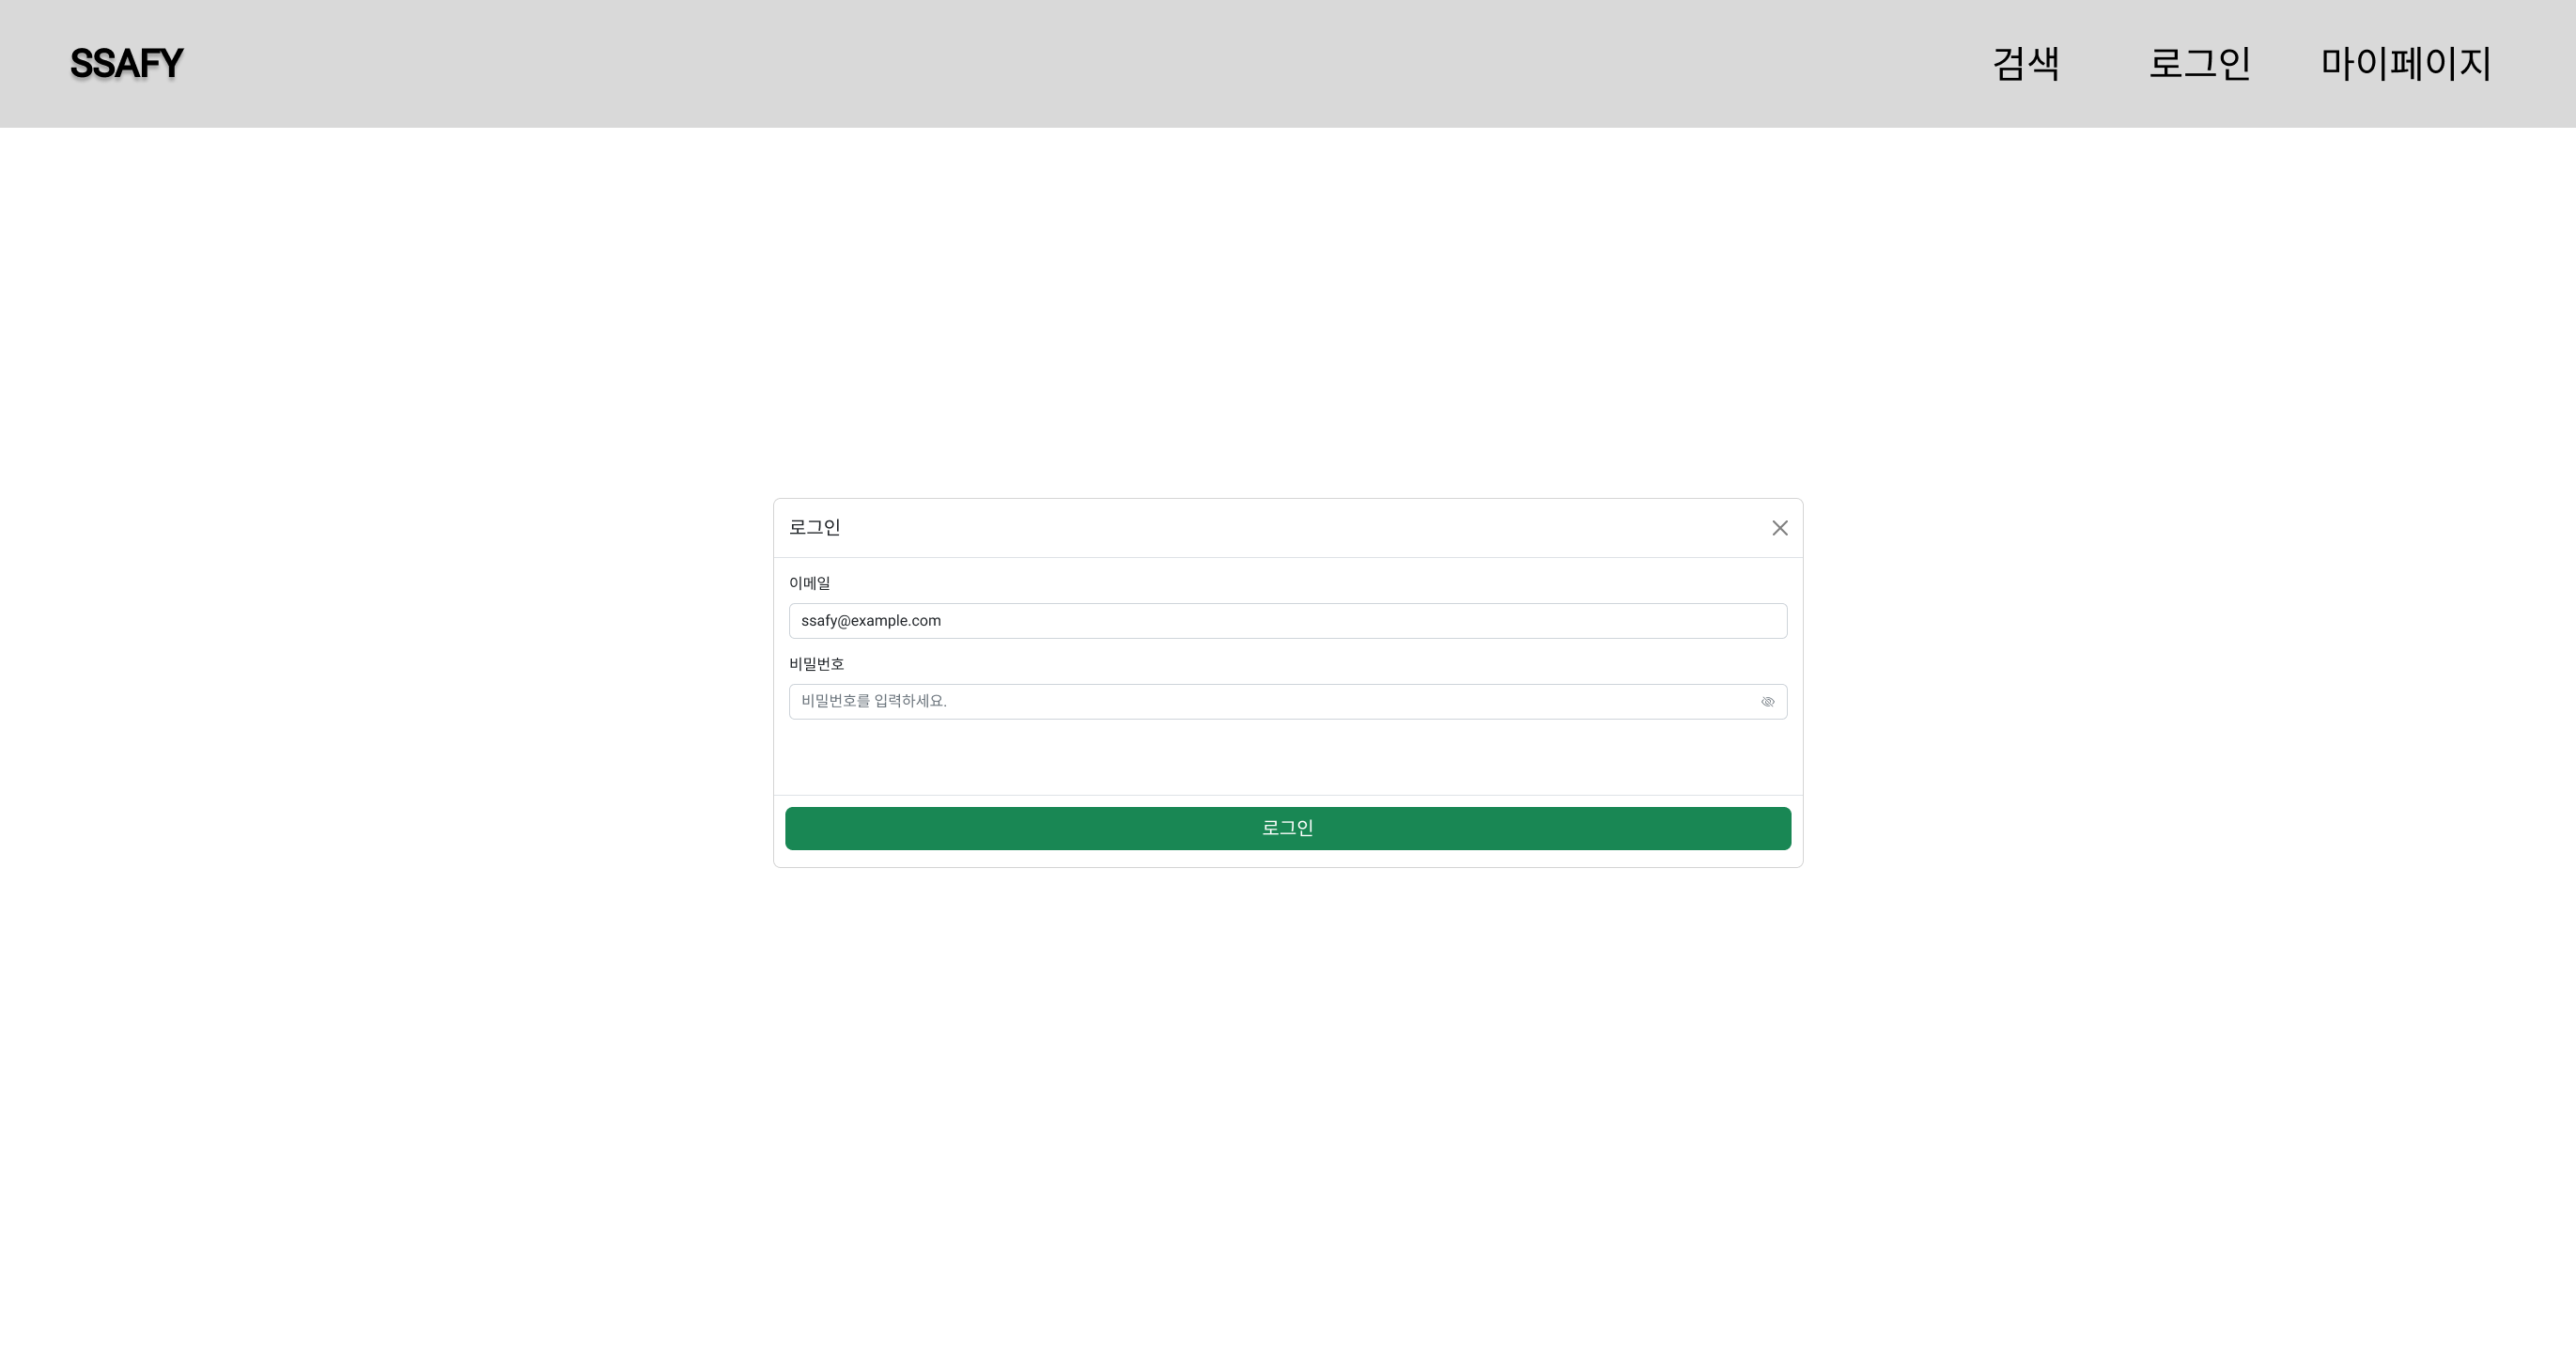 SSAFY 검색 로그인 마이페이지
로그인
이메일
ssafy@example.com
비밀번호
비밀번호를 입력하세요.
로그인